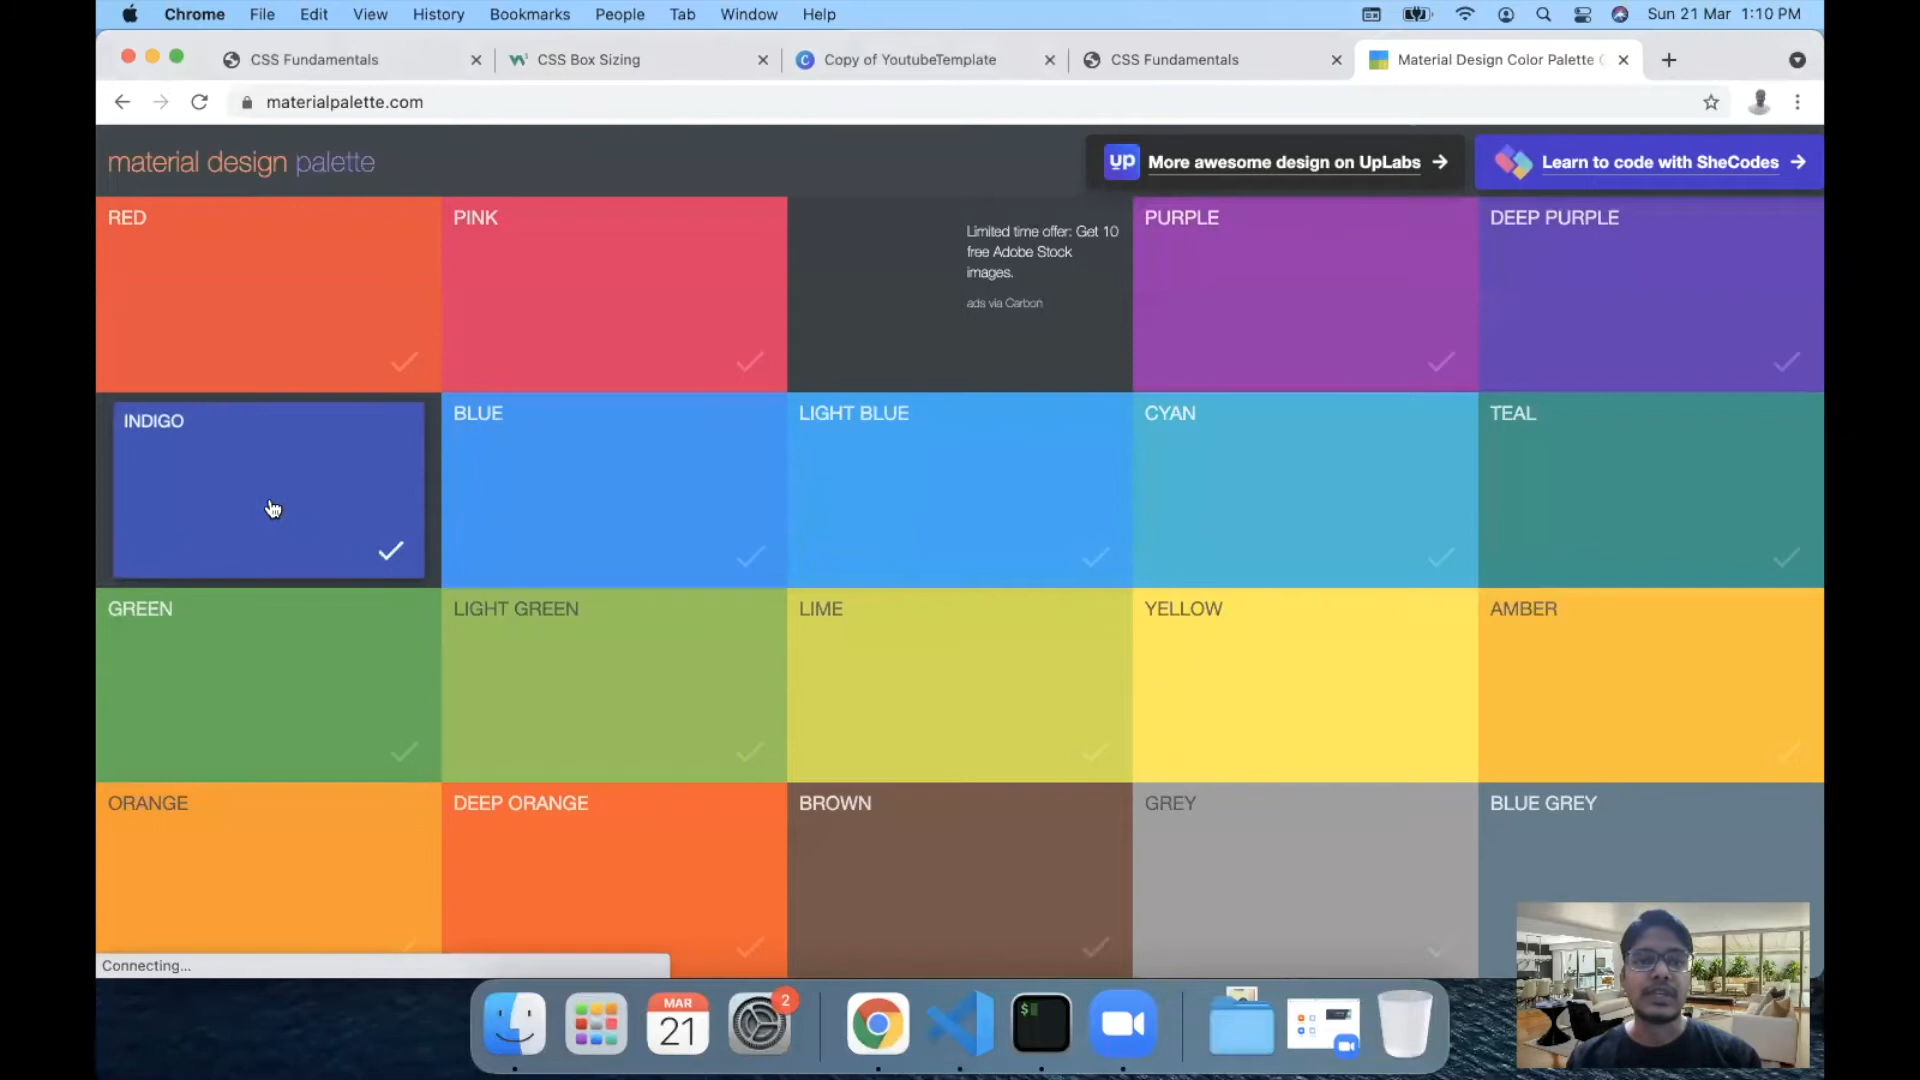 Chrome File Edit View History Bookmarks People Tab Window Help Sun 21 Mar 1:10 PM
CSS Fundamentals CSS Box Sizing Copy of YoutubeTemplate CSS Fundamentals Material Design Color Palette
materialpalette.com
material design palette
up More awesome design on UpLabs → Learn to code with SheCodes →
RED PINK PURPLE DEEP PURPLE
Limited time offer: Get 10
free Adobe Stock
images.
ads via Carbon
INDIGO BLUE LIGHT BLUE CYAN TEAL
GREEN LIGHT GREEN LIME YELLOW AMBER
ORANGE DEEP ORANGE BROWN GREY BLUE GREY
Connecting...
MAR
21
2
$